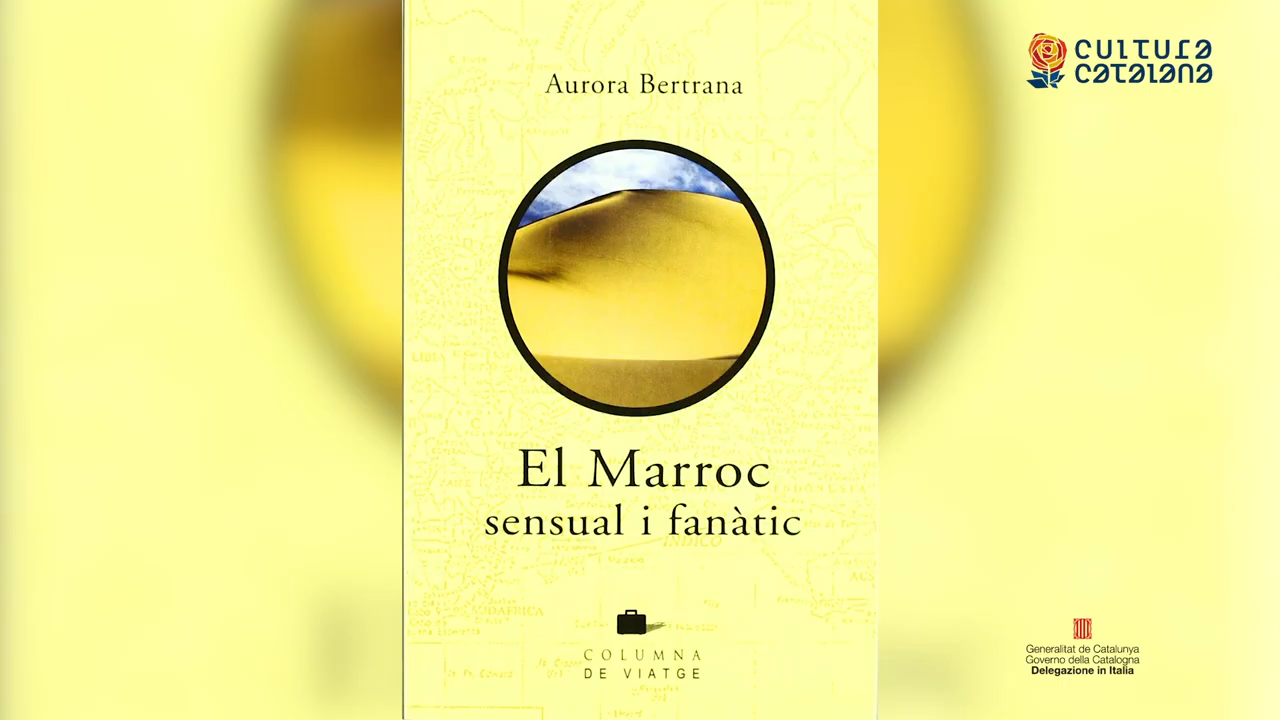 Aurora Bertrana
El Marroc
sensual i fanàtic
COLUMNA
DE VIATGE
CULTURA
CATALANA
Generalitat de Catalunya
Governo della Catalogna
Delegazione in Italia